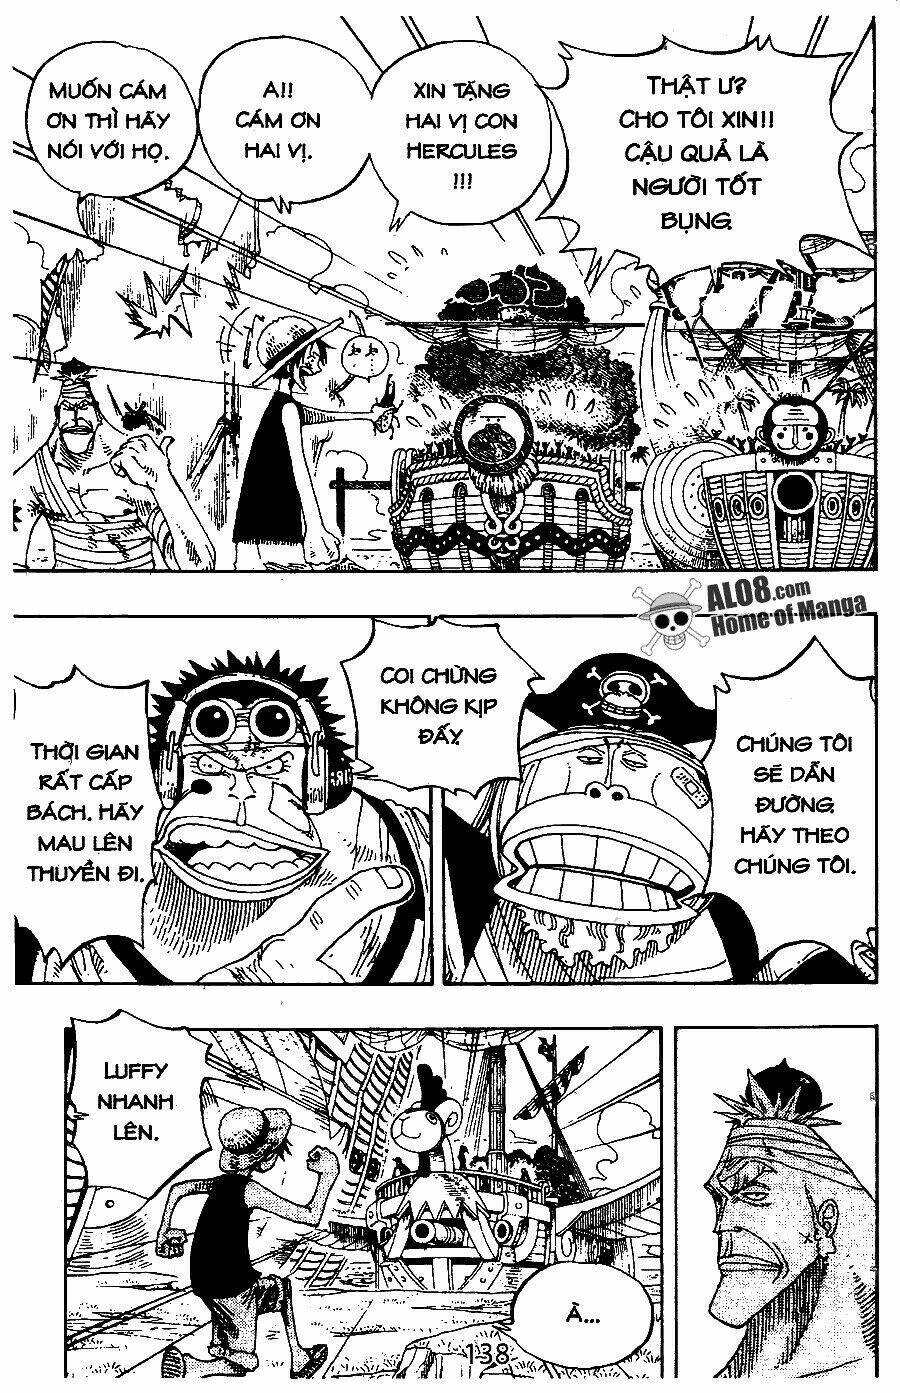 THẬT Ư?
CHO TÔI XIN!!
CẬU QUẢ LÀ
NGƯỜI TỐT
BỤNG.
XIN TẶNG
HAI VỊ CON
HERCULES
!!!
A!!
CÁM ƠN
HAI VỊ.
MUỐN CÁM
ƠN THÌ HÃY
NÓI VỚI HỌ.
ALO8.com
Home of Manga
CHÚNG TÔI
SẼ DẪN
ĐƯỜNG.
HÃY THEO
CHÚNG TÔI.
COI CHỪNG
KHÔNG KỊP
ĐẤY.
THỜI GIAN
RẤT CẤP
BÁCH. HÃY
MAU LÊN
THUYỀN ĐI.
LUFFY
NHANH
LÊN.
À...
138